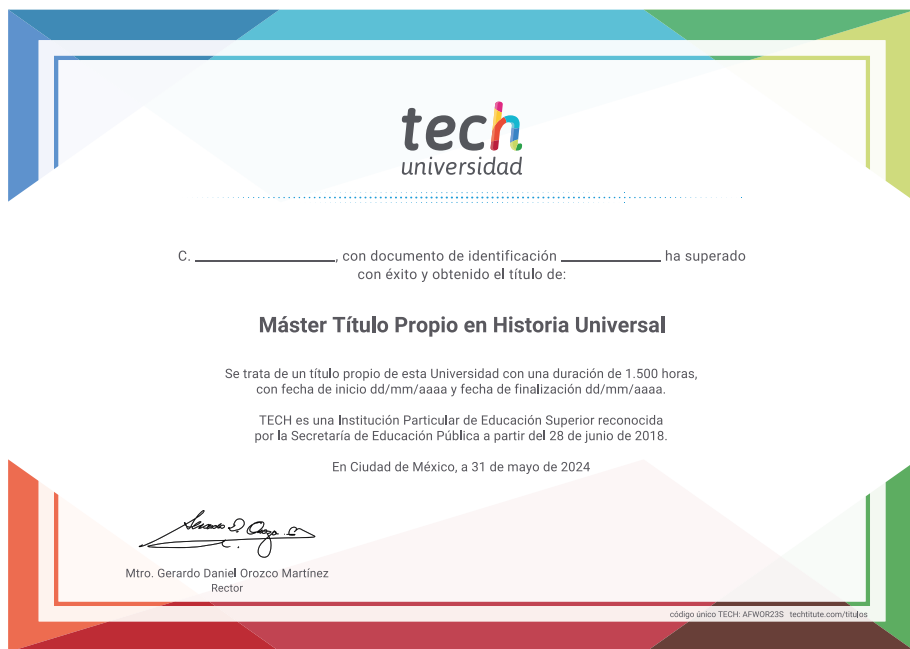 tech
universidad
C. ____________, con documento de identificación ____________ ha superado
con éxito y obtenido el título de:
Máster Título Propio en Historia Universal
Se trata de un título propio de esta Universidad con una duración de 1.500 horas,
con fecha de inicio dd/mm/aaaa y fecha de finalización dd/mm/aaaa.
TECH es una Institución Particular de Educación Superior reconocida
por la Secretaría de Educación Pública a partir del 28 de junio de 2018.
En Ciudad de México, a 31 de mayo de 2024
Mtro. Gerardo Daniel Orozco Martínez
Rector
código único TECH: AFWOR23S techtitute.com/titulos